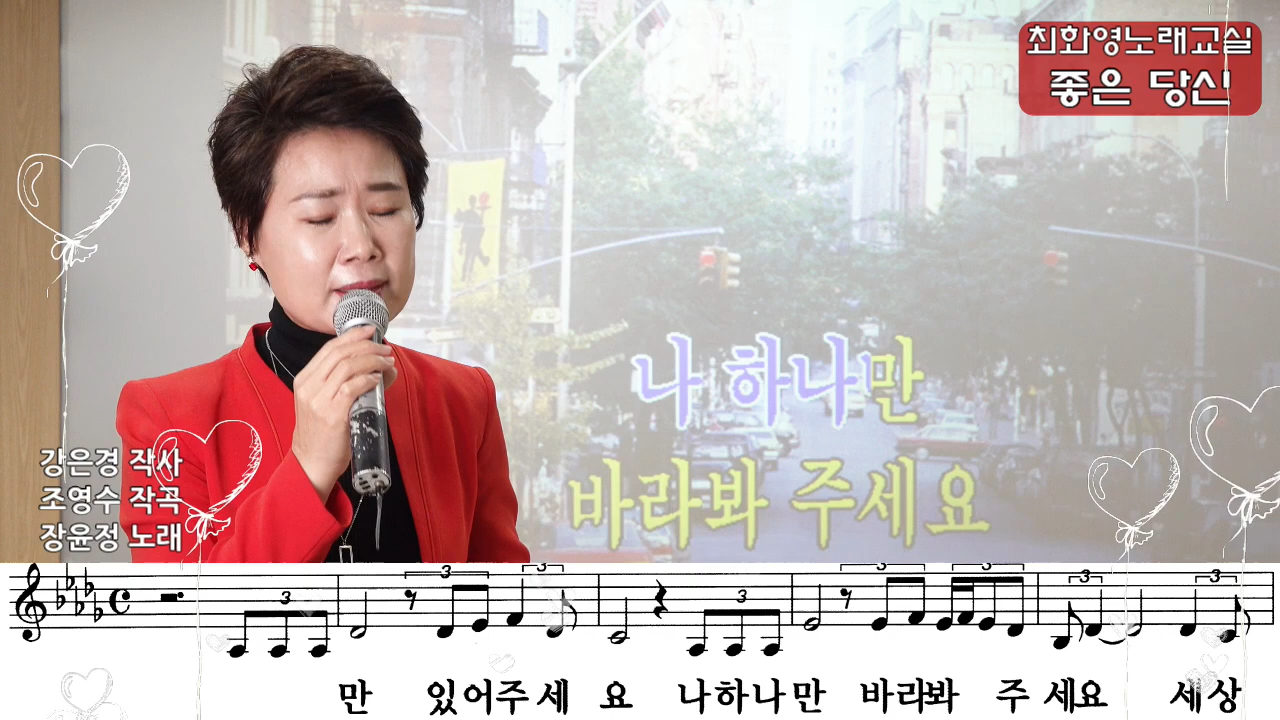 최화영노래교실
좋은 당신
나 하나만
바라봐 주세요
강은경 작사
조영수 작곡
장윤정 노래
3 3 3 3 3 3 3
만 있어주세 요 나하나만 바라봐 주 세요 세상